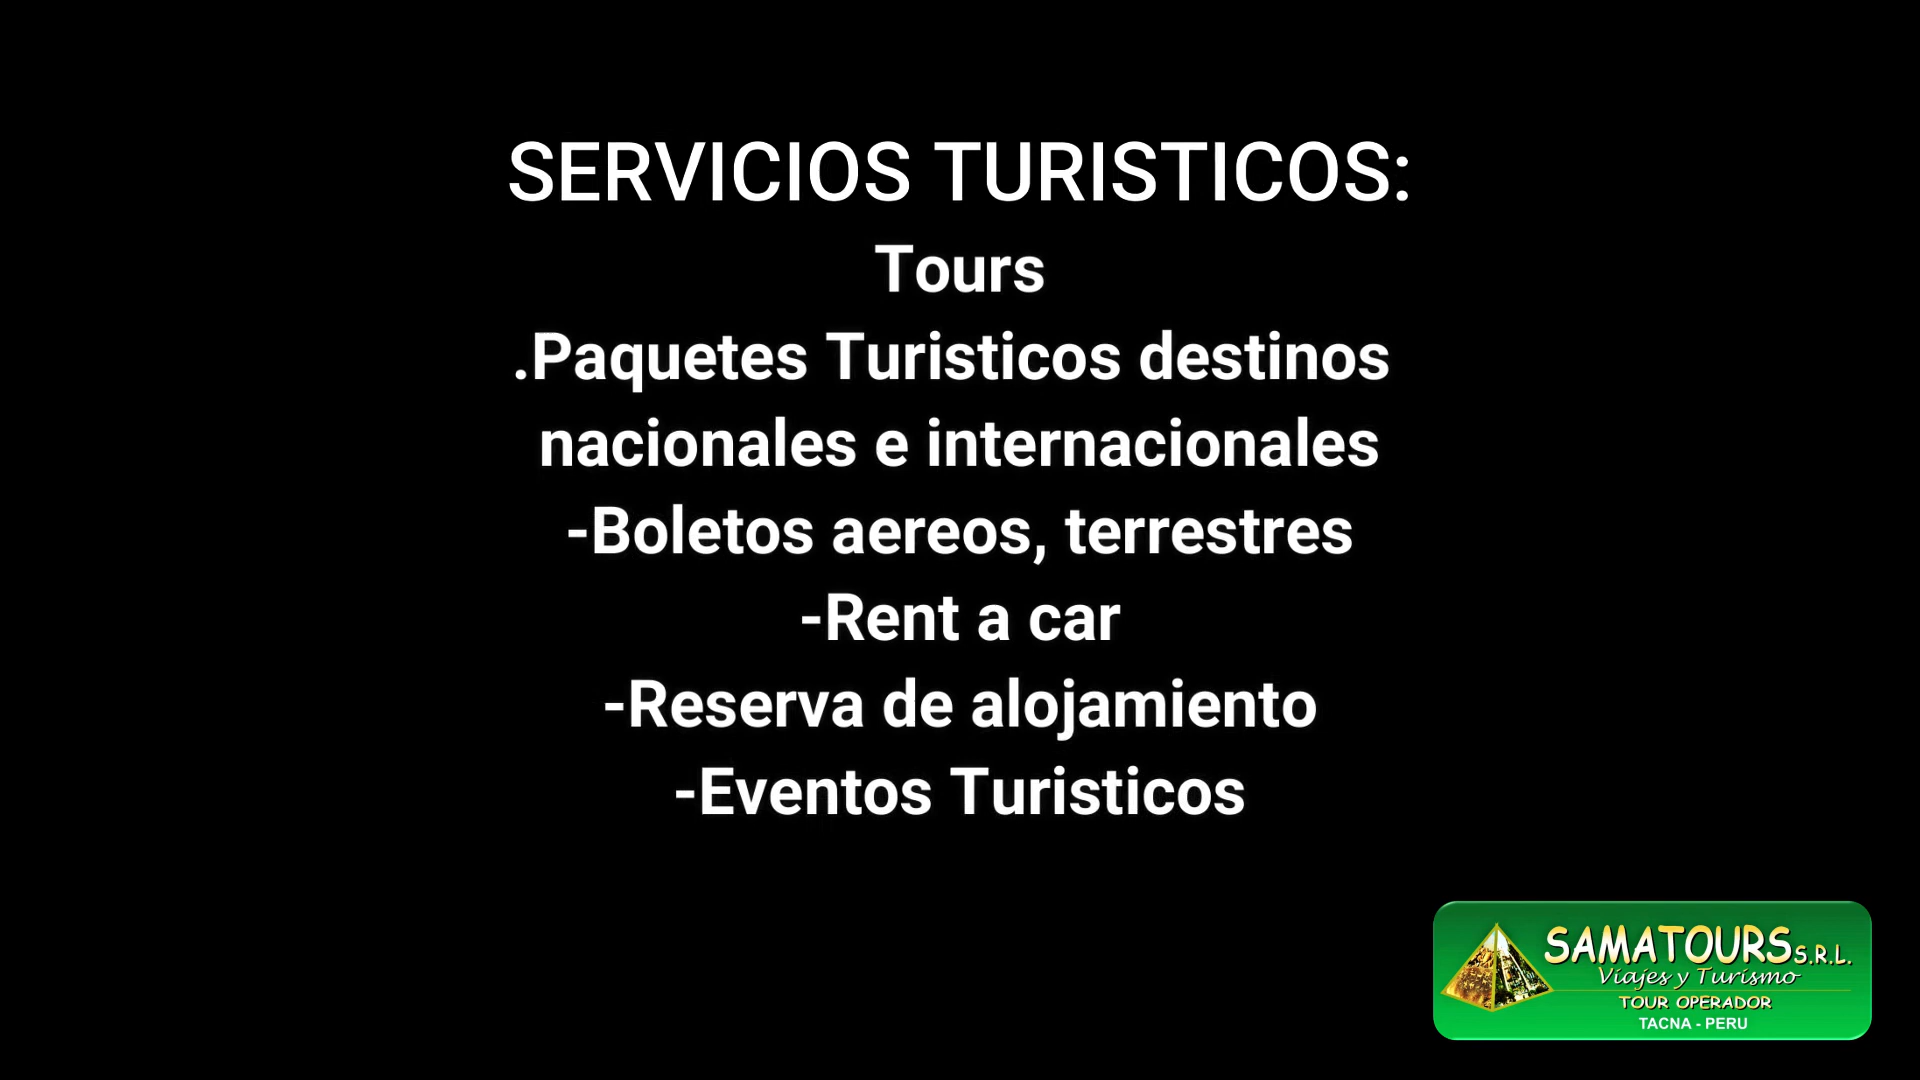 SERVICIOS TURISTICOS:
Tours
.Paquetes Turisticos destinos
nacionales e internacionales
-Boletos aereos, terrestres
-Rent a car
-Reserva de alojamiento
-Eventos Turisticos
SAMATOURS S.R.L.
Viajes y Turismo
TOUR OPERADOR
TACNA - PERU